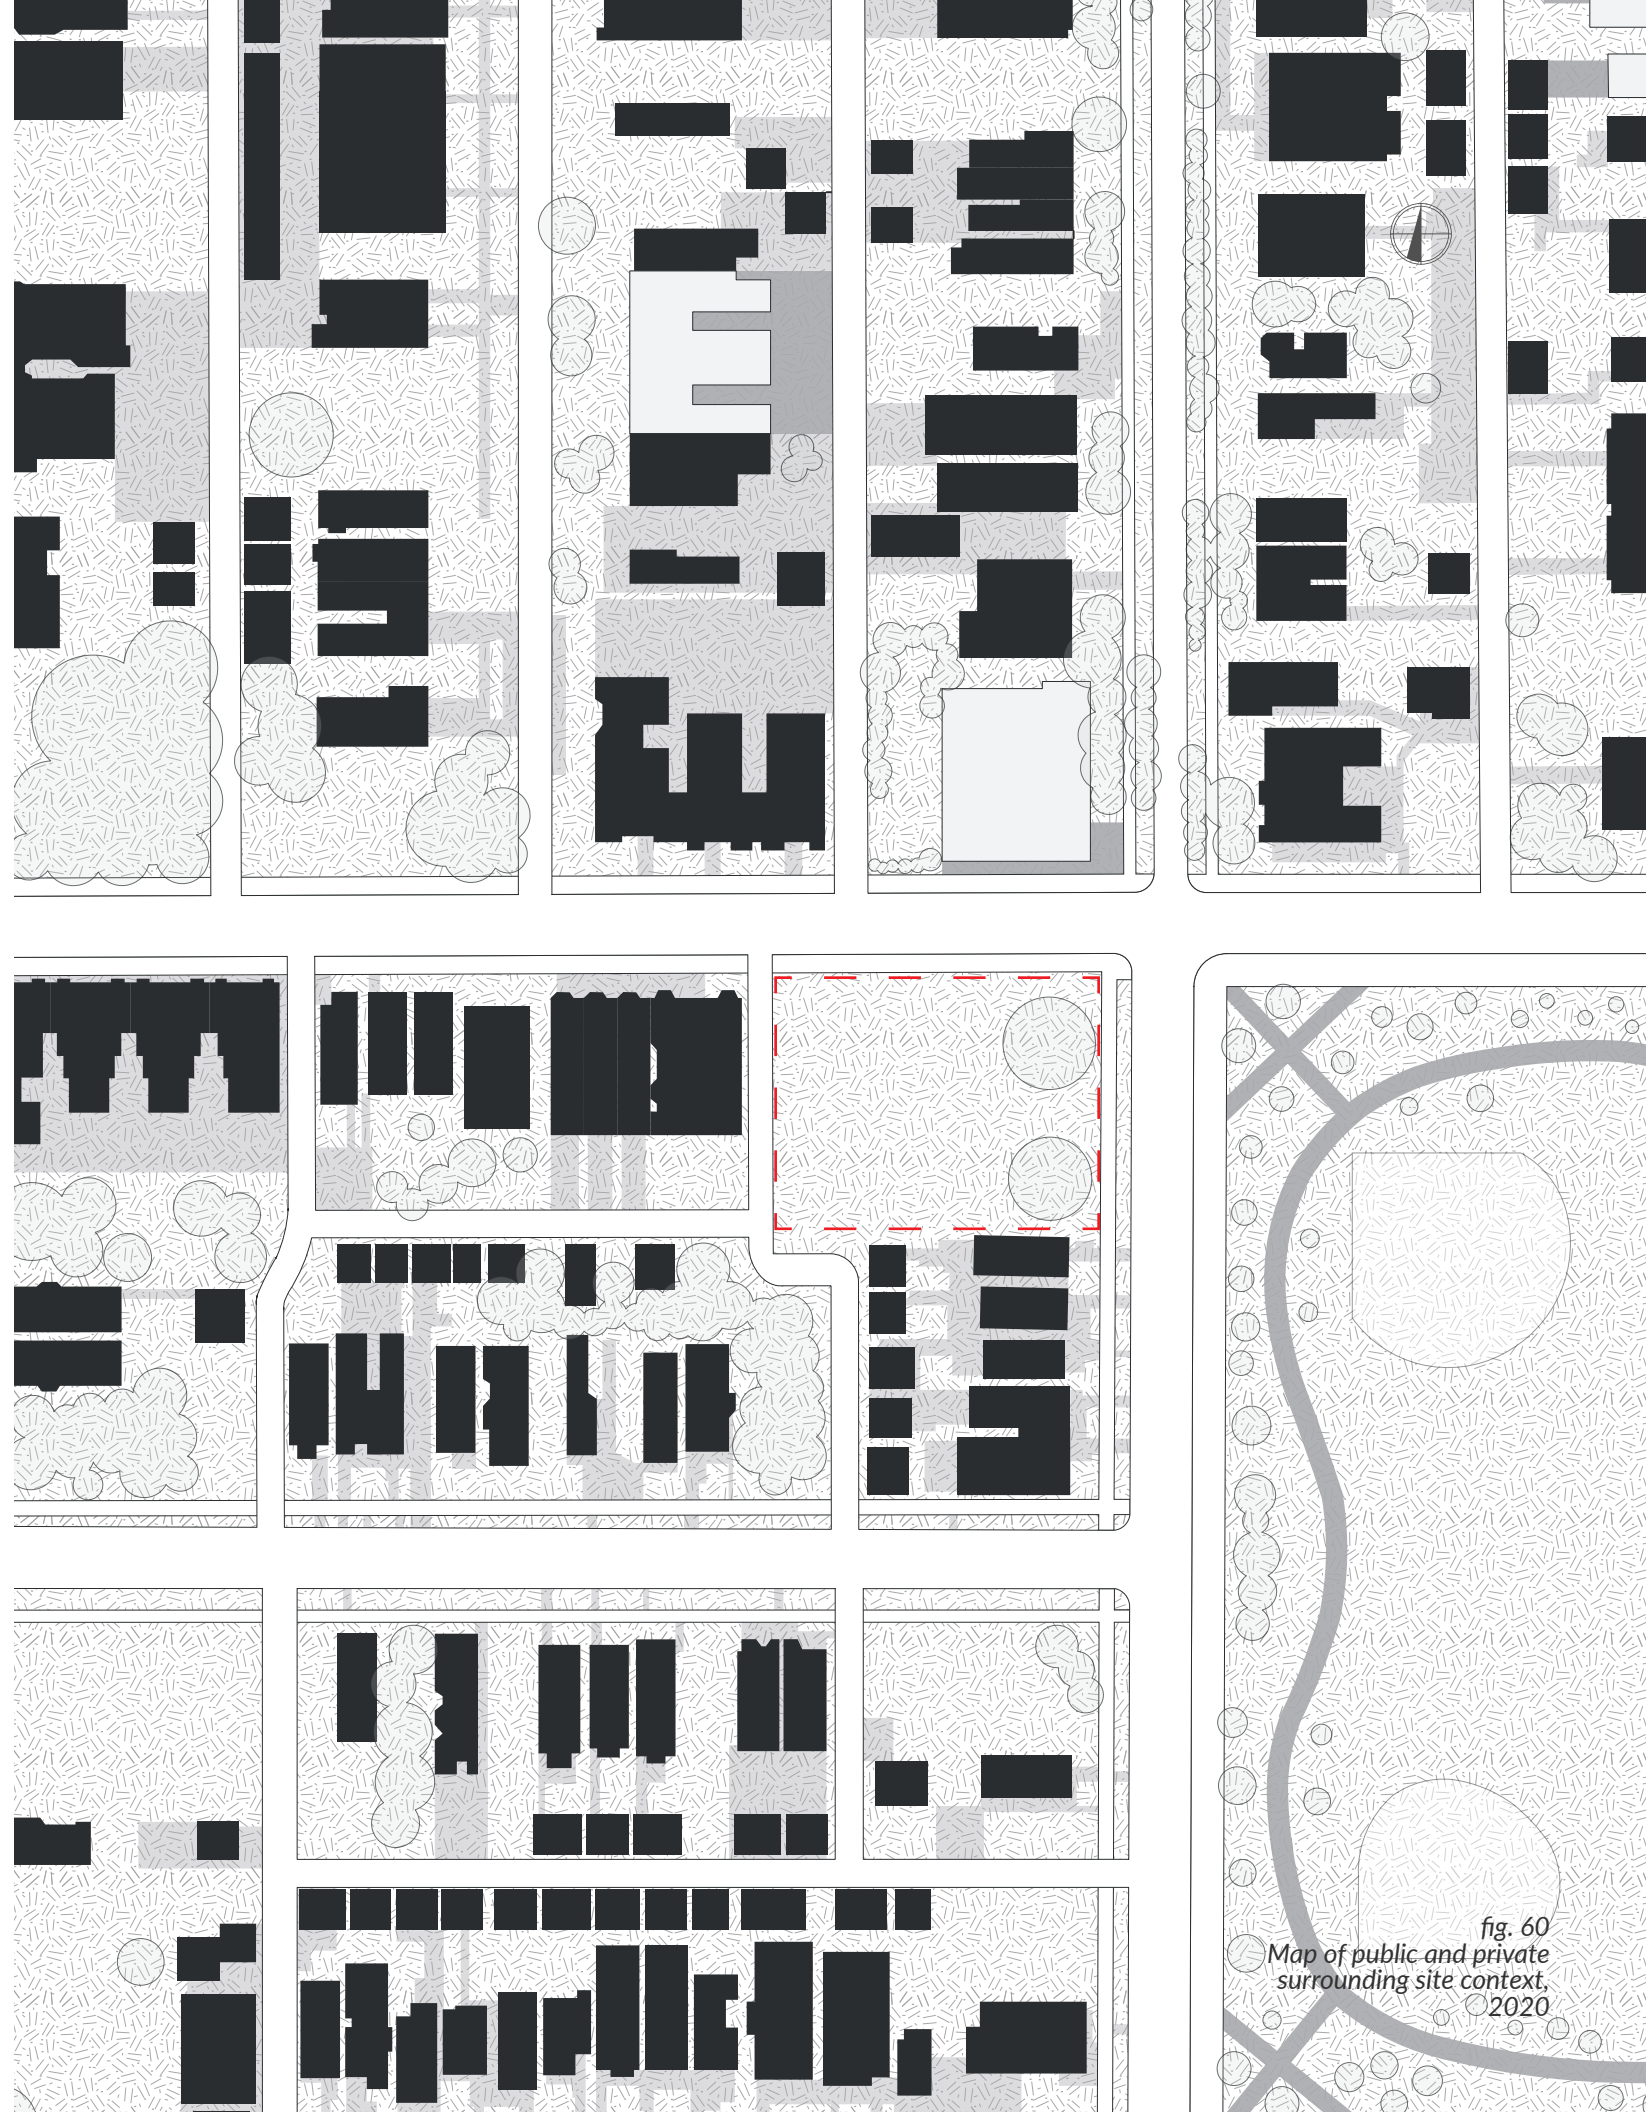 fig. 60
Map of public and private
surrounding site context,
2020